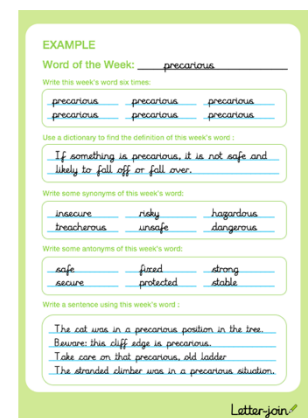 EXAMPLE
Word of the Week: precarious
Write this week's word six times:
precarious precarious precarious
precarious precarious precarious
Use a dictionary to find the definition of this week's word :
If something is precarious, it is not safe and
likely to fall off or fall over.
Write some synonyms of this week's word:
insecure risky hazardous
treacherous unsafe dangerous
Write some antonyms of this week's word:
safe fixed strong
secure protected stable
Write a sentence using this week's word :
The cat was in a precarious position in the tree.
Beware: this cliff edge is precarious.
Take care on that precarious, old ladder
The stranded climber was in a precarious situation.
Letter-join